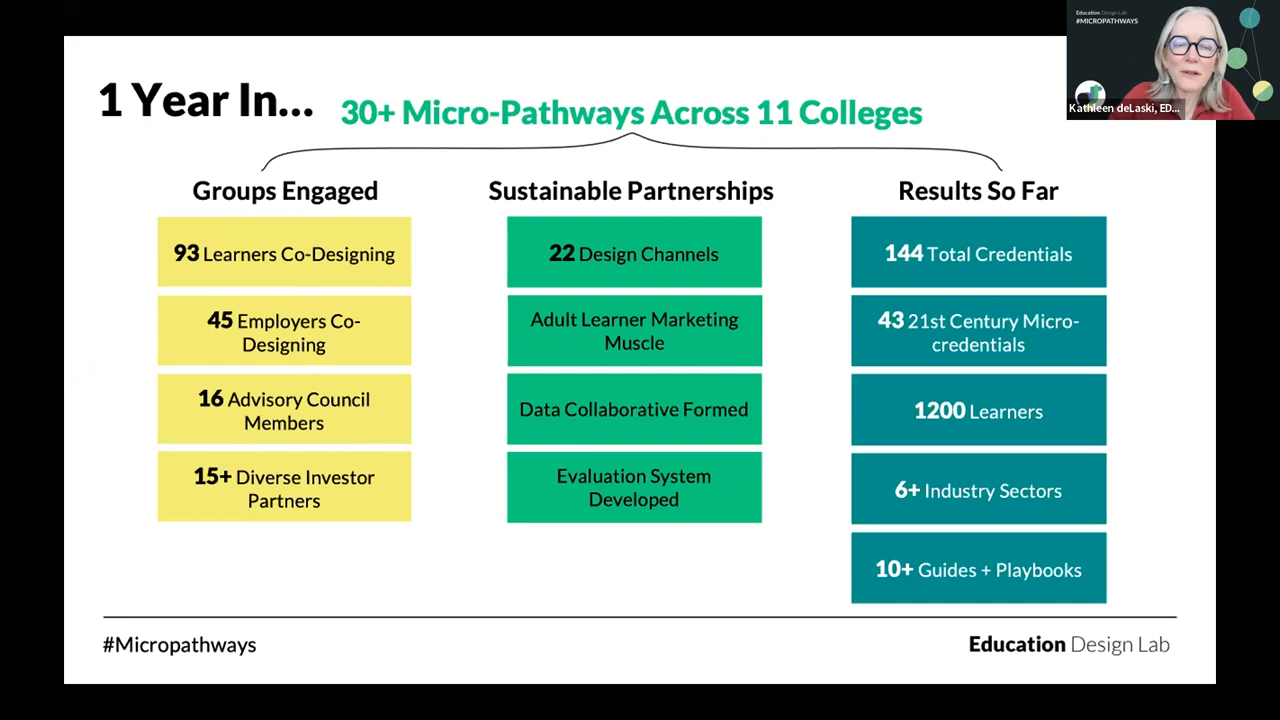 Education Design Lab
#MICROPATHWAYS
Kathleen deLaski, ED...
1 Year In...
30+ Micro-Pathways Across 11 Colleges
Groups Engaged
93 Learners Co-Designing
45 Employers Co-
Designing
16 Advisory Council
Members
15+ Diverse Investor
Partners
Sustainable Partnerships
22 Design Channels
Adult Learner Marketing
Muscle
Data Collaborative Formed
Evaluation System
Developed
Results So Far
144 Total Credentials
43 21st Century Micro-
credentials
1200 Learners
6+ Industry Sectors
10+ Guides + Playbooks
#Micropathways
Education Design Lab